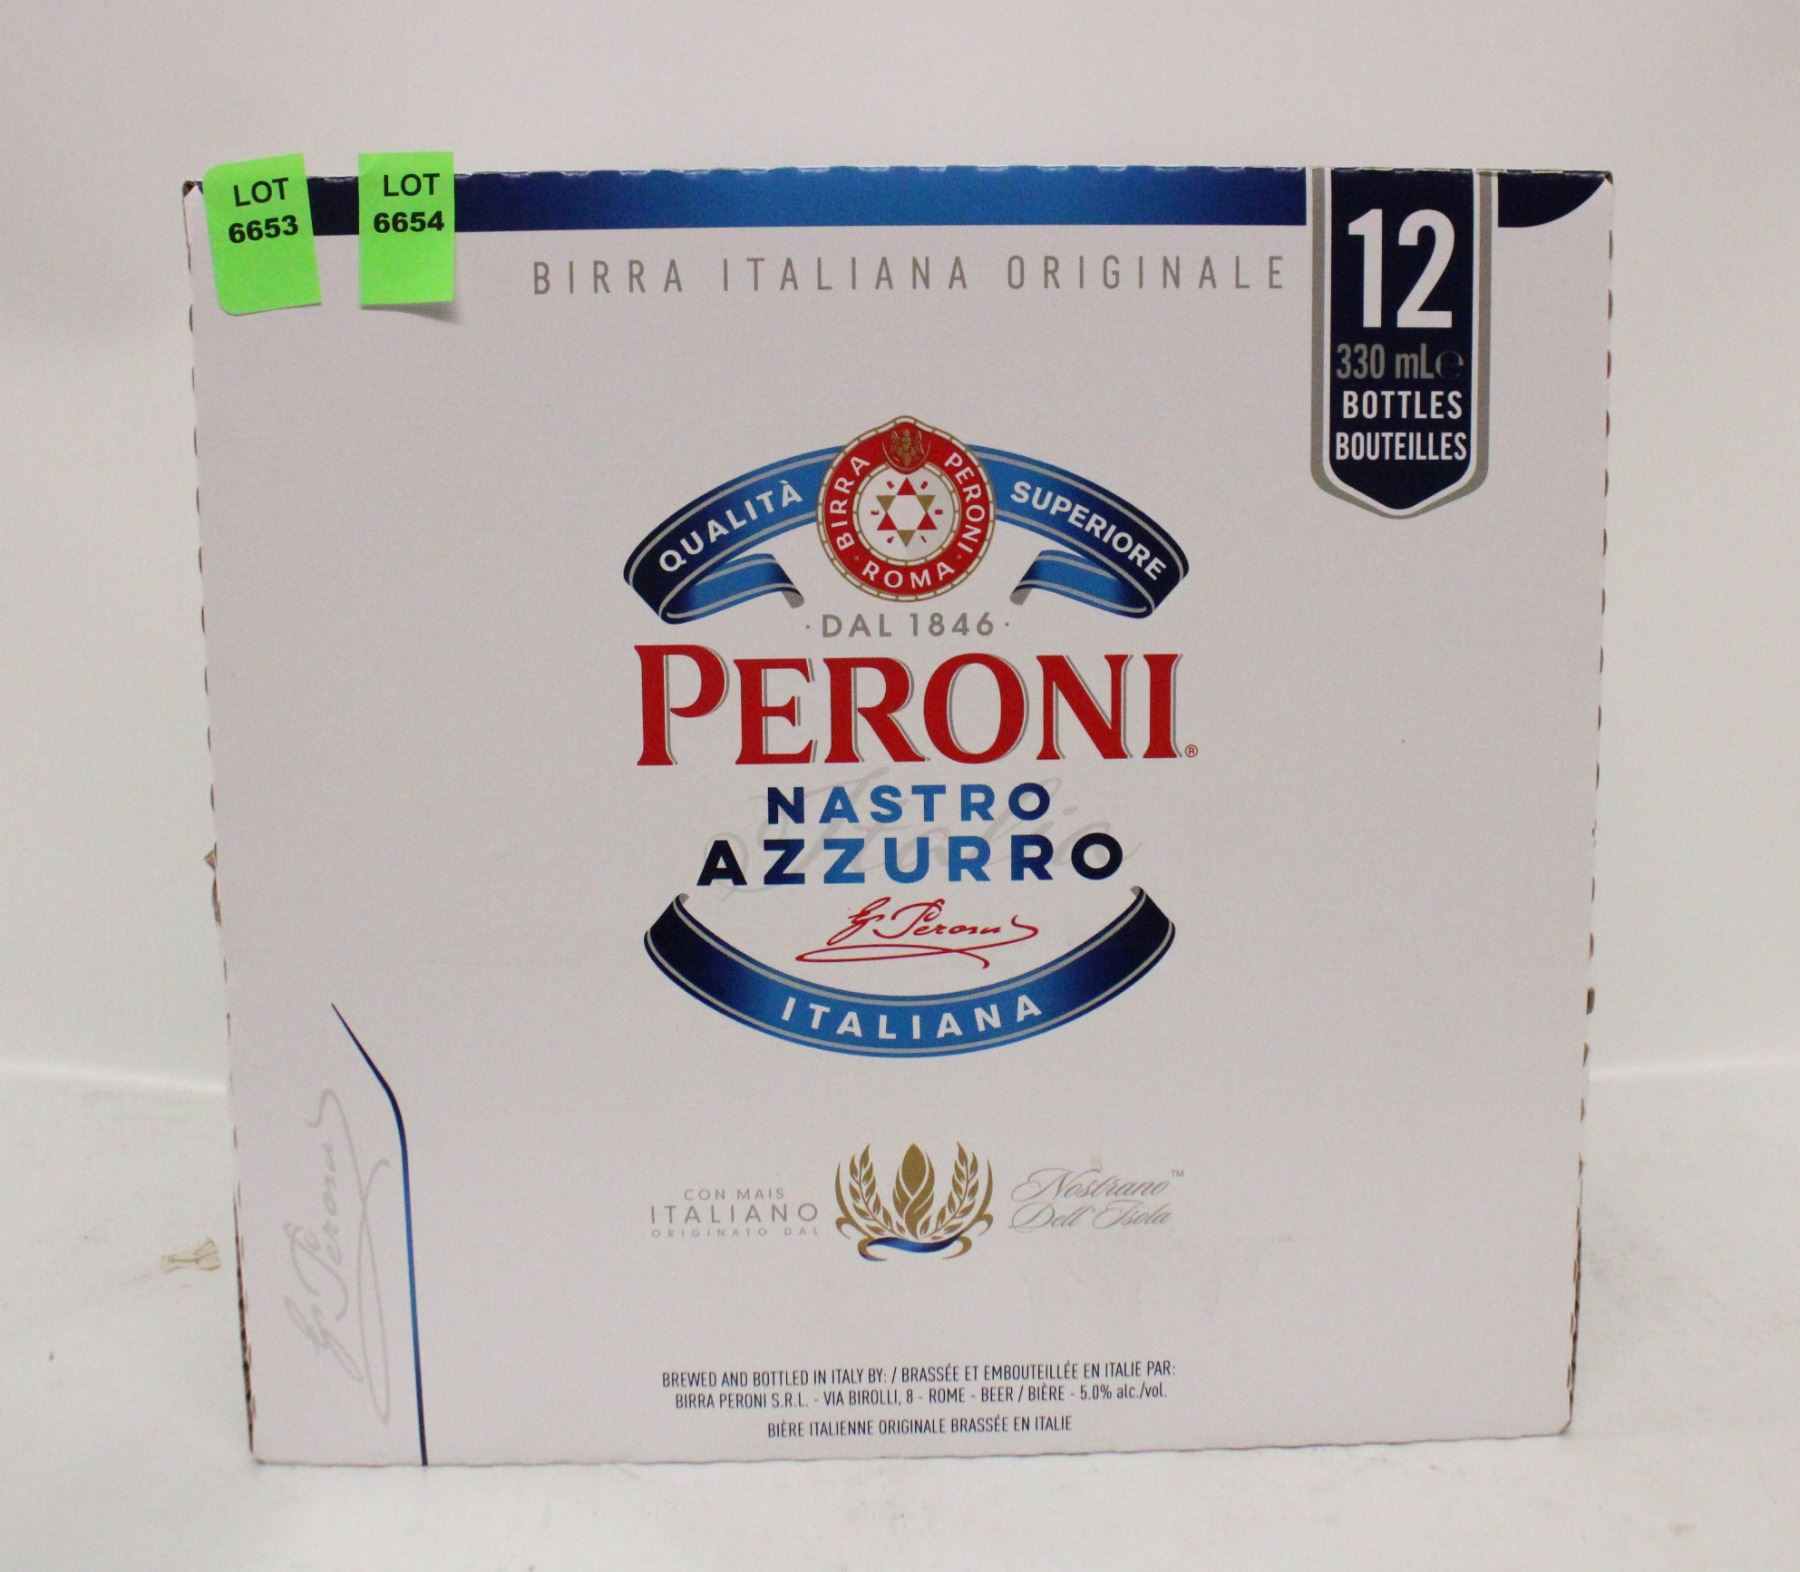 LOT
6653
LOT
6654
BIRRA ITALIANA ORIGINALE
12
330 mLe
BOTTLES
BOUTEILLES
QUALITÀ
SUPERIORE
BIRRA PERONI
ROMA
·DAL 1846·
PERONI®
NASTRO
AZZURRO
G. Peroni
ITALIANA
G. Peroni
CON MAIS
ITALIANO
ORIGINATO DAL
Nostrano™
Dell' Isola
BREWED AND BOTTLED IN ITALY BY: / BRASSÉE ET EMBOUTEILLÉE EN ITALIE PAR:
BIRRA PERONI S.R.L. - VIA BIROLLI, 8 - ROME - BEER / BIÈRE - 5.0% alc./vol.
BIÈRE ITALIENNE ORIGINALE BRASSÉE EN ITALIE